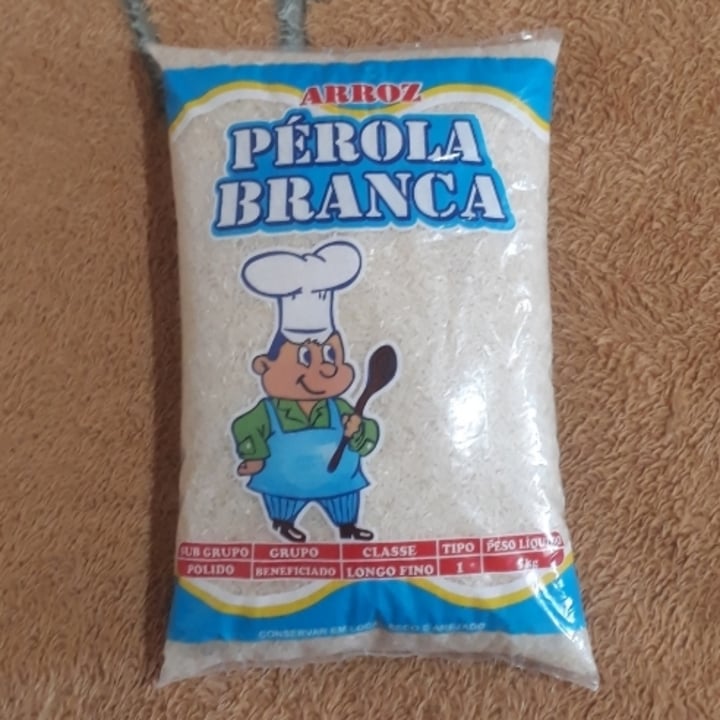 ARROZ
PÉROLA
BRANCA
SUB GRUPO GRUPO CLASSE TIPO PESO LÍQUIDO
POLIDO BENEFICIADO LONGO FINO 1 5kg
CONSERVAR EM LOCAL SECO E AREJADO